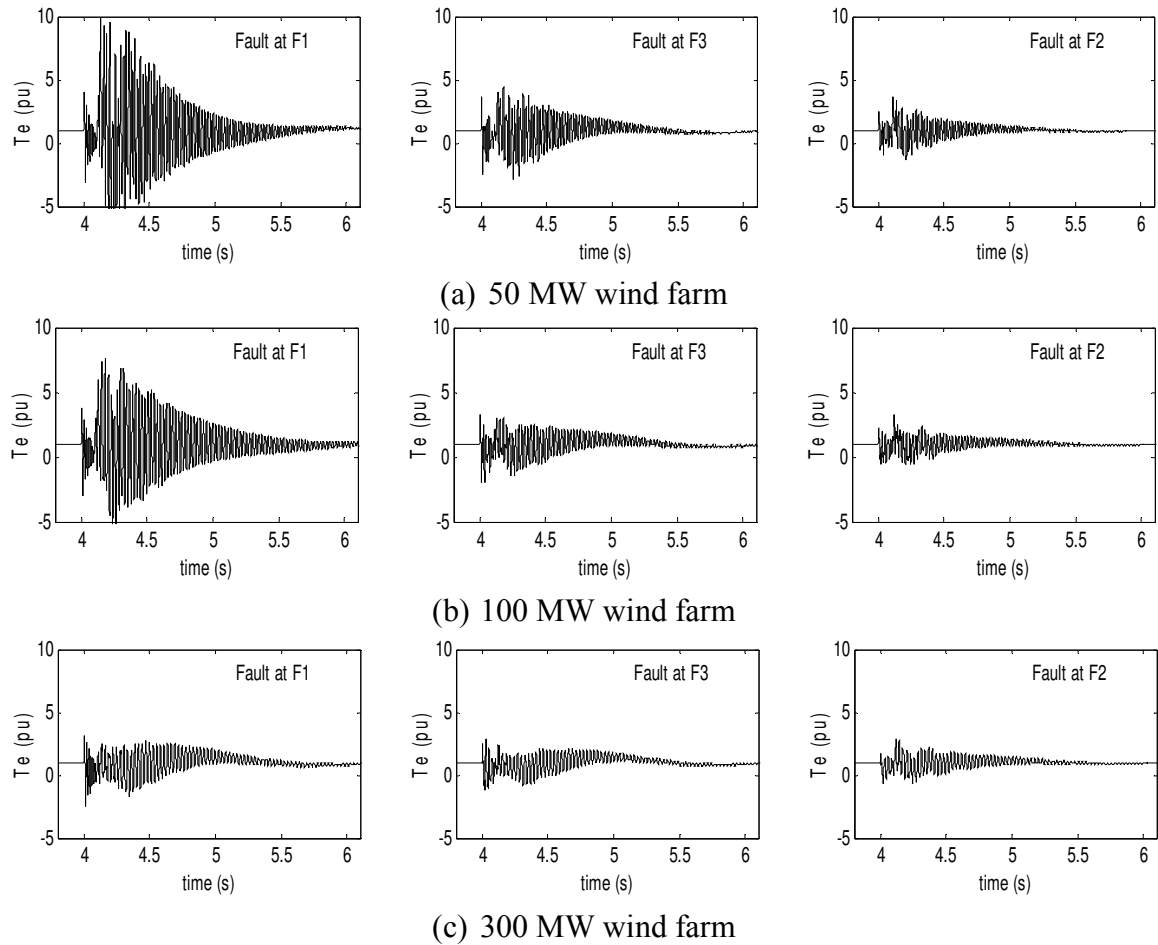 10
5
0
-5
Te (pu)
Fault at F1
4 4.5 5 5.5 6
time (s)
10
5
0
-5
Te (pu)
Fault at F3
4 4.5 5 5.5 6
time (s)
10
5
0
-5
Te (pu)
Fault at F2
4 4.5 5 5.5 6
time (s)
(a) 50 MW wind farm
10
5
0
-5
Te (pu)
Fault at F1
4 4.5 5 5.5 6
time (s)
10
5
0
-5
Te (pu)
Fault at F3
4 4.5 5 5.5 6
time (s)
10
5
0
-5
Te (pu)
Fault at F2
4 4.5 5 5.5 6
time (s)
(b) 100 MW wind farm
10
5
0
-5
Te (pu)
Fault at F1
4 4.5 5 5.5 6
time (s)
10
5
0
-5
Te (pu)
Fault at F3
4 4.5 5 5.5 6
time (s)
10
5
0
-5
Te (pu)
Fault at F2
4 4.5 5 5.5 6
time (s)
(c) 300 MW wind farm